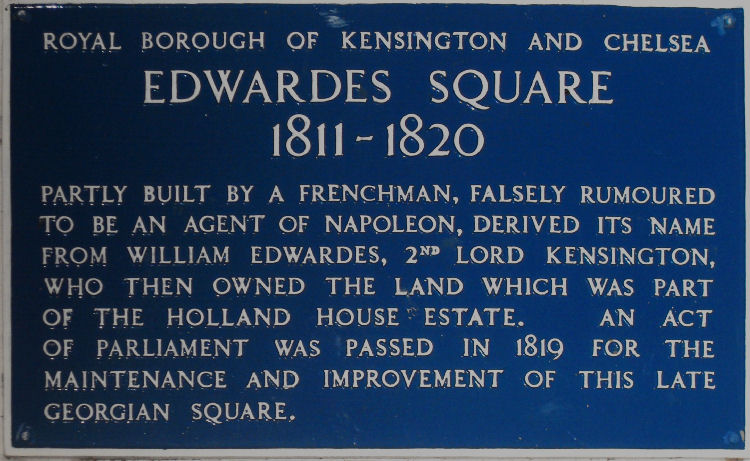 ROYAL BOROUGH OF KENSINGTON AND CHELSEA
EDWARDES SQUARE
1811-1820
PARTLY BUILT BY A FRENCHMAN, FALSELY RUMOURED
TO BE AN AGENT OF NAPOLEON, DERIVED ITS NAME
FROM WILLIAM EDWARDES, 2ND LORD KENSINGTON,
WHO THEN OWNED THE LAND WHICH WAS PART
OF THE HOLLAND HOUSE ESTATE. AN ACT
OF PARLIAMENT WAS PASSED IN 1819 FOR THE
MAINTENANCE AND IMPROVEMENT OF THIS LATE
GEORGIAN SQUARE.